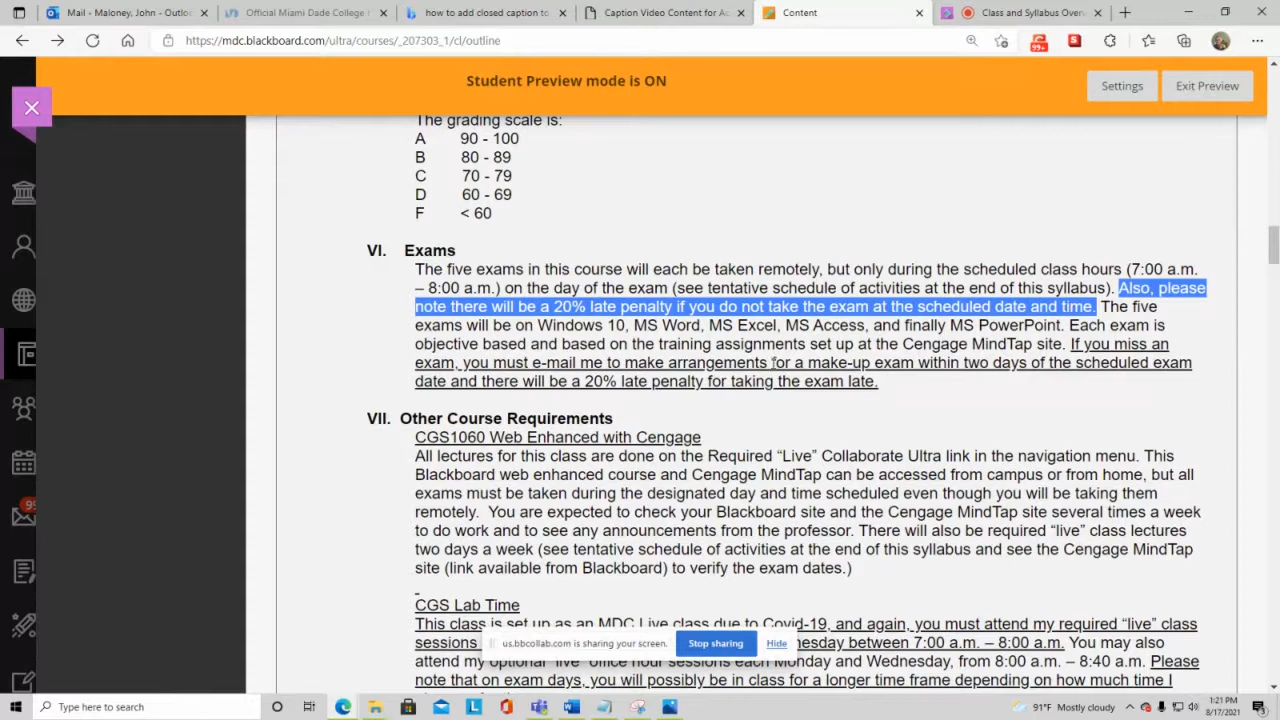 Mail - Maloney, John - Outlo
Official Miami Dade College
how to add closed caption to
Caption Video Content for Ac
Content
Class and Syllabus Over
https://mdc.blackboard.com/ultra/courses/_207303_1/cl/outline
99+
Student Preview mode is ON
Settings
Exit Preview
The grading scale is:
A 90 - 100
B 80 - 89
C 70 - 79
D 60 - 69
F < 60
VI. Exams
The five exams in this course will each be taken remotely, but only during the scheduled class hours (7:00 a.m.
– 8:00 a.m.) on the day of the exam (see tentative schedule of activities at the end of this syllabus). Also, please
note there will be a 20% late penalty if you do not take the exam at the scheduled date and time. The five
exams will be on Windows 10, MS Word, MS Excel, MS Access, and finally MS PowerPoint. Each exam is
objective based and based on the training assignments set up at the Cengage MindTap site. If you miss an
exam, you must e-mail me to make arrangements for a make-up exam within two days of the scheduled exam
date and there will be a 20% late penalty for taking the exam late.
VII. Other Course Requirements
CGS1060 Web Enhanced with Cengage
All lectures for this class are done on the Required “Live” Collaborate Ultra link in the navigation menu. This
Blackboard web enhanced course and Cengage MindTap can be accessed from campus or from home, but all
exams must be taken during the designated day and time scheduled even though you will be taking them
remotely. You are expected to check your Blackboard site and the Cengage MindTap site several times a week
to do work and to see any announcements from the professor. There will also be required “live” class lectures
two days a week (see tentative schedule of activities at the end of this syllabus and see the Cengage MindTap
site (link available from Blackboard) to verify the exam dates.)
CGS Lab Time
This class is set up as an MDC Live class due to Covid-19, and again, you must attend my required “live” class
sessions nesday between 7:00 a.m. – 8:00 a.m. You may also
us.bbcollab.com is sharing your screen.
Stop sharing
Hide
attend my optional “live” office hour sessions each Monday and Wednesday, from 8:00 a.m. – 8:40 a.m. Please
note that on exam days, you will possibly be in class for a longer time frame depending on how much time I
Type here to search
91°F Mostly cloudy
1:21 PM
8/17/2021